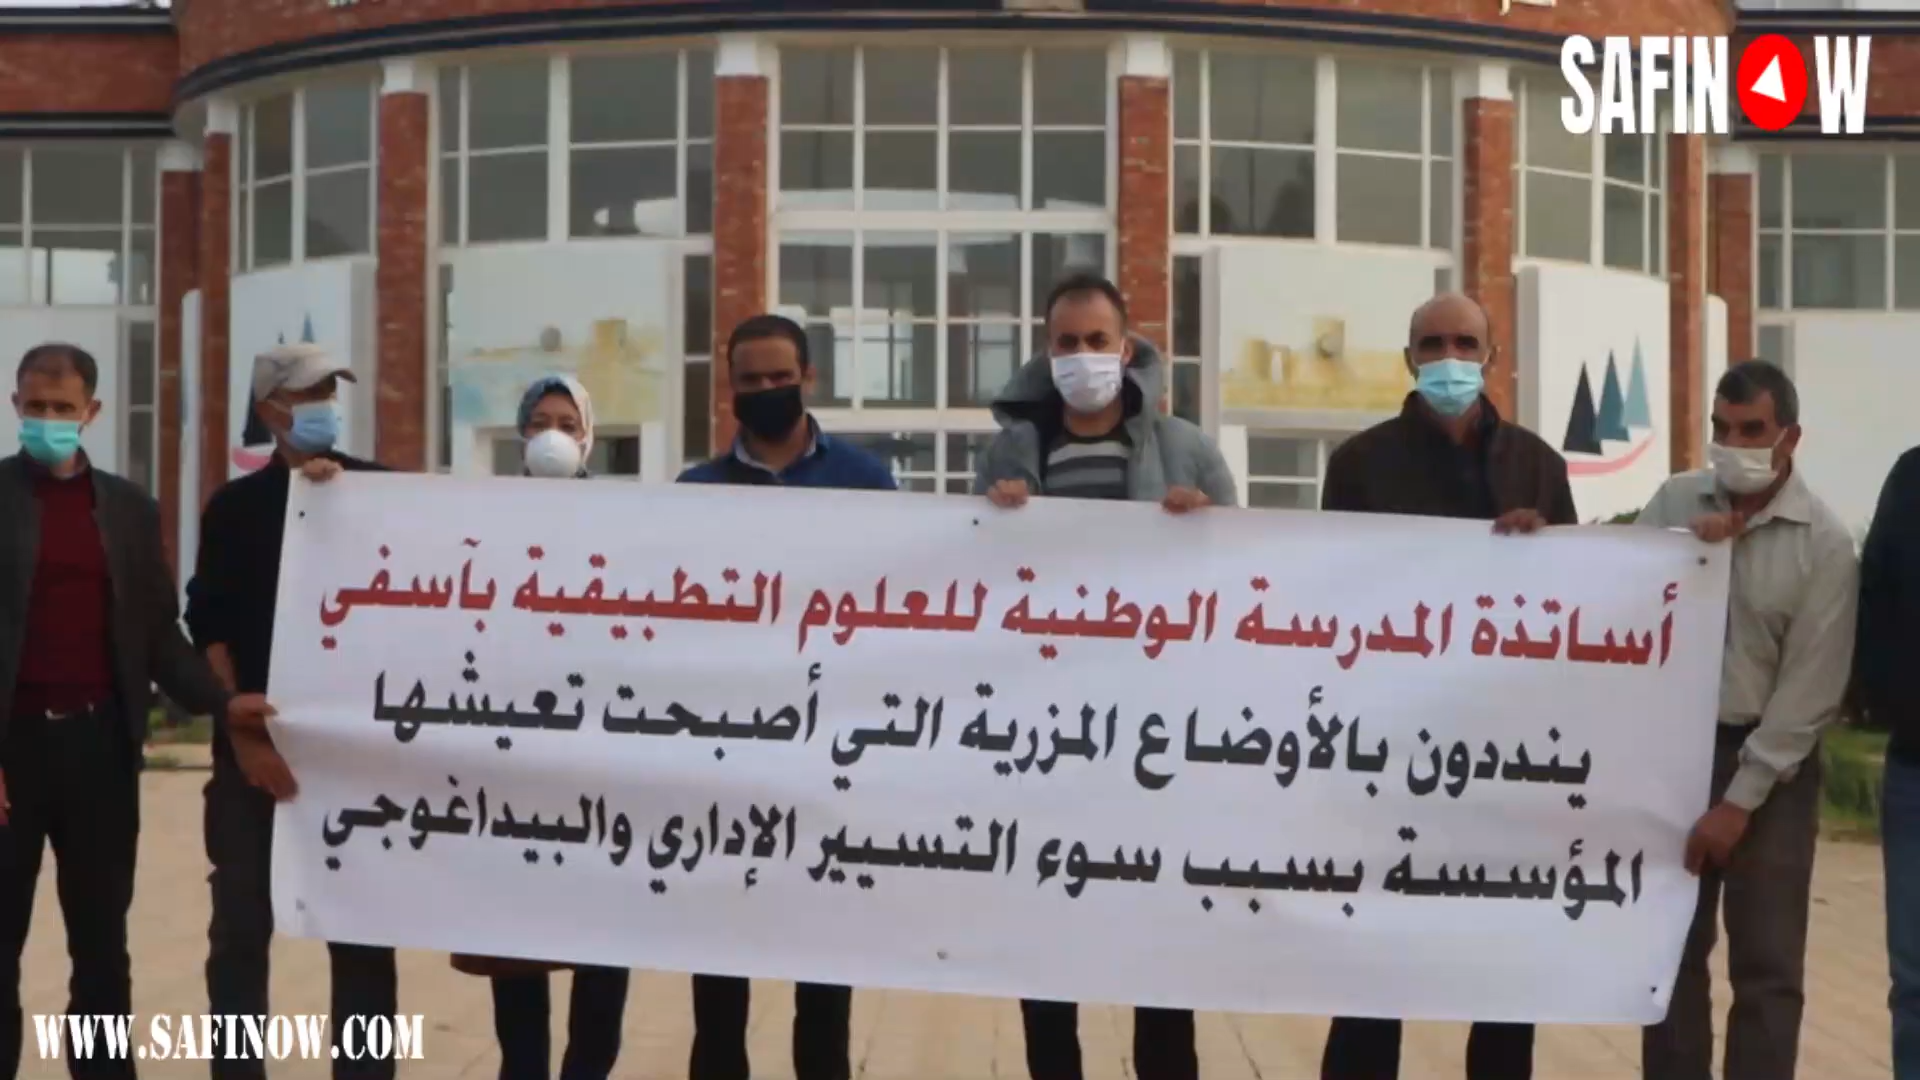 SAFINOW
أساتذة المدرسة الوطنية للعلوم التطبيقية بآسفي
ينددون بالأوضاع المزرية التي أصبحت تعيشها
المؤسسة بسبب سوء التسيير الإداري والبيداغوجي
WWW.SAFINOW.COM